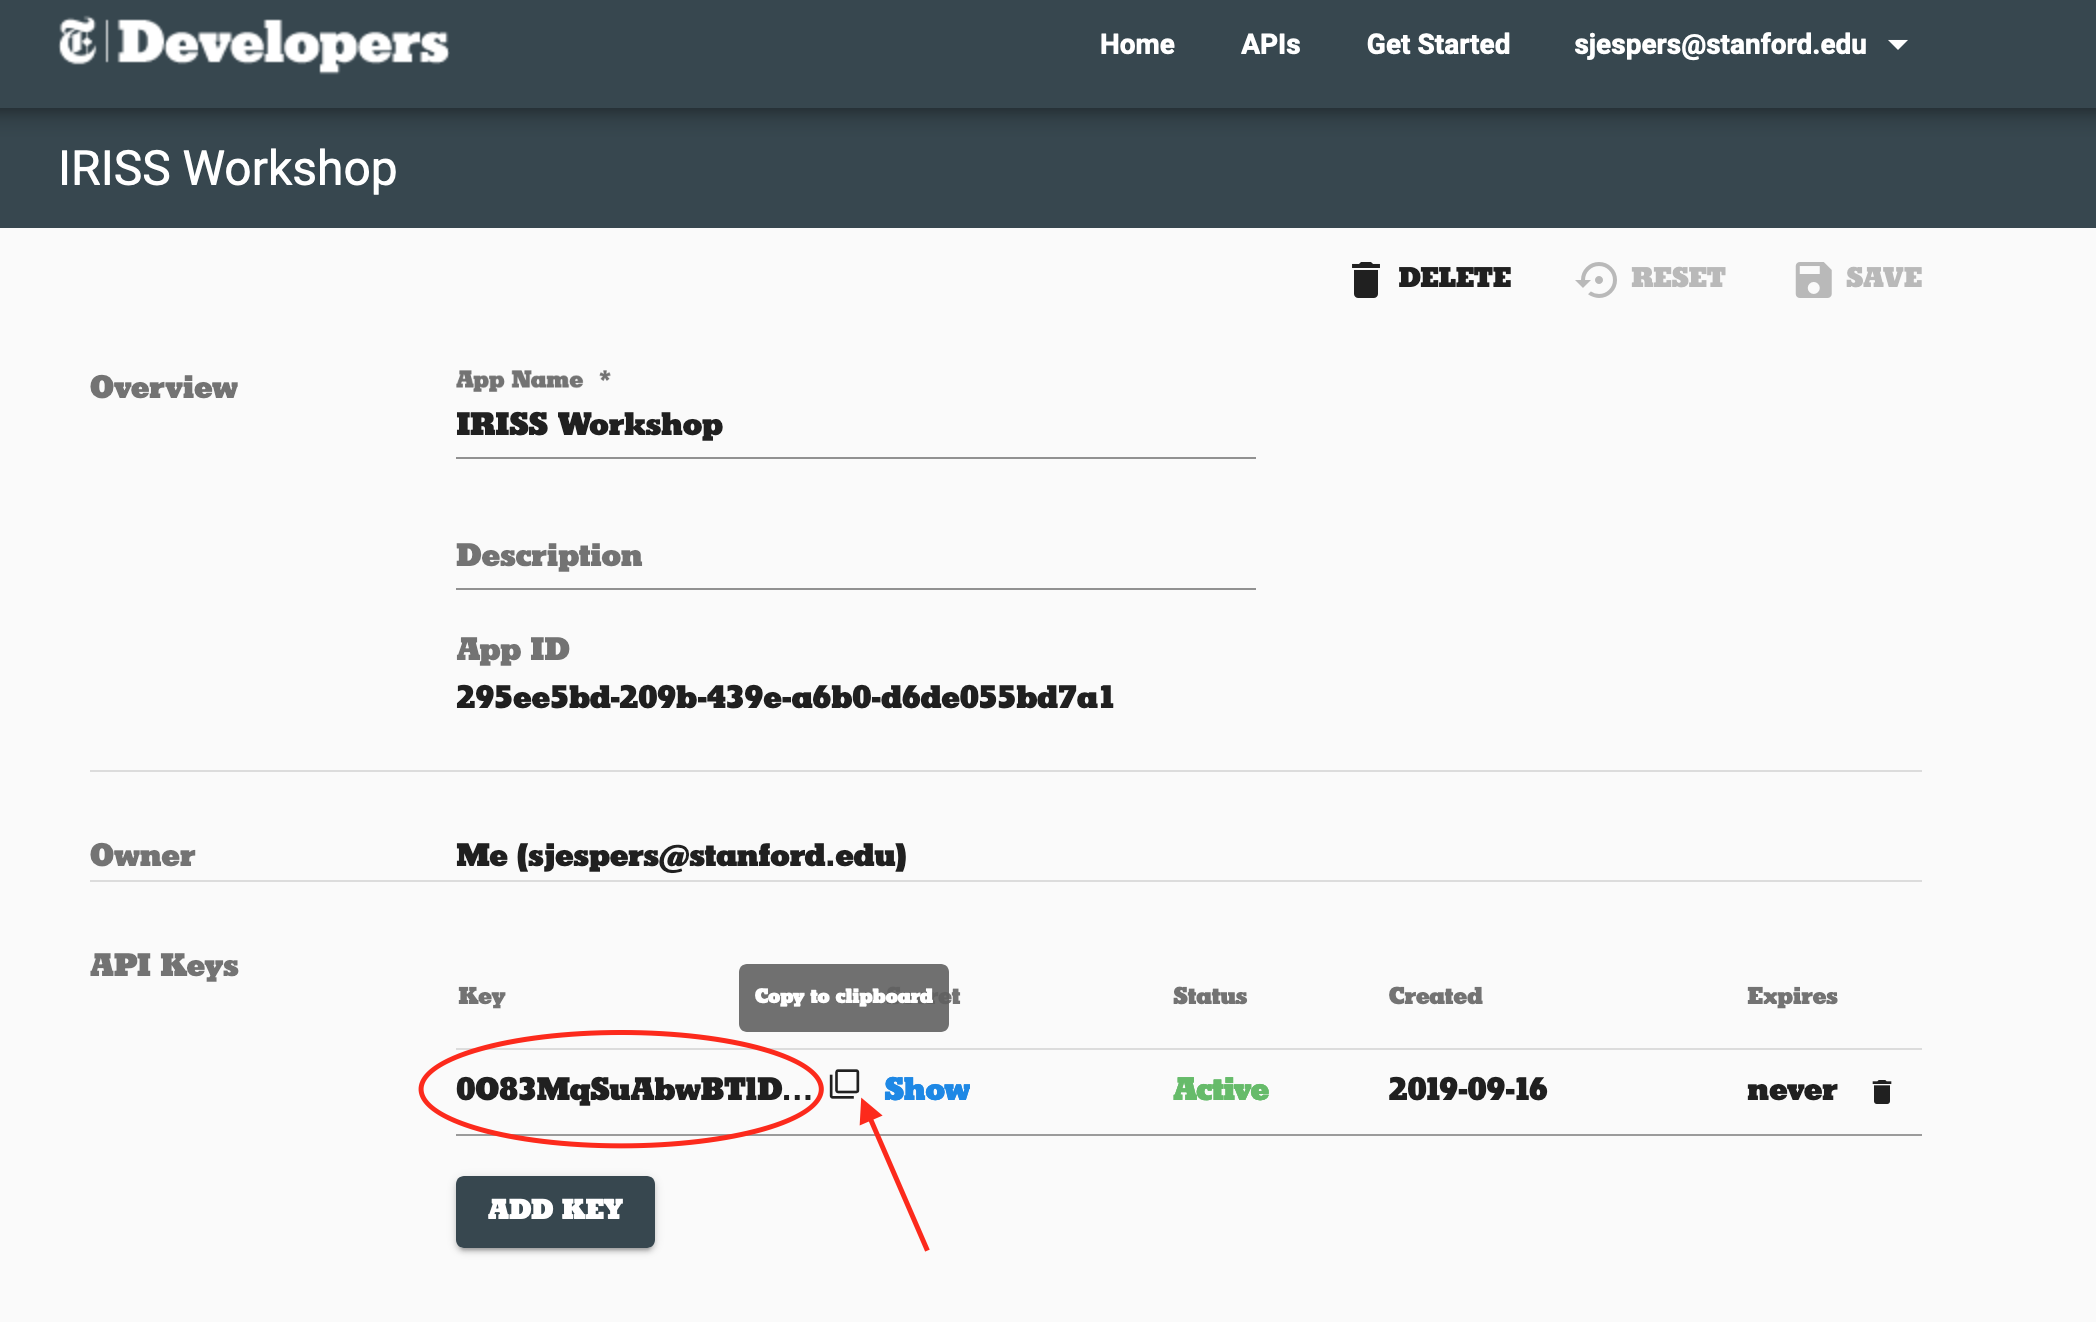 T Developers Home APIs Get Started sjespers@stanford.edu
IRISS Workshop
DELETE RESET SAVE
Overview
App Name *
IRISS Workshop
Description
App ID
295ee5bd-209b-439e-a6b0-d6de055bd7a1
Owner Me (sjespers@stanford.edu)
API Keys
Key Copy to clipboard et Status Created Expires
0O83MqSuAbwBTlD... Show Active 2019-09-16 never
ADD KEY